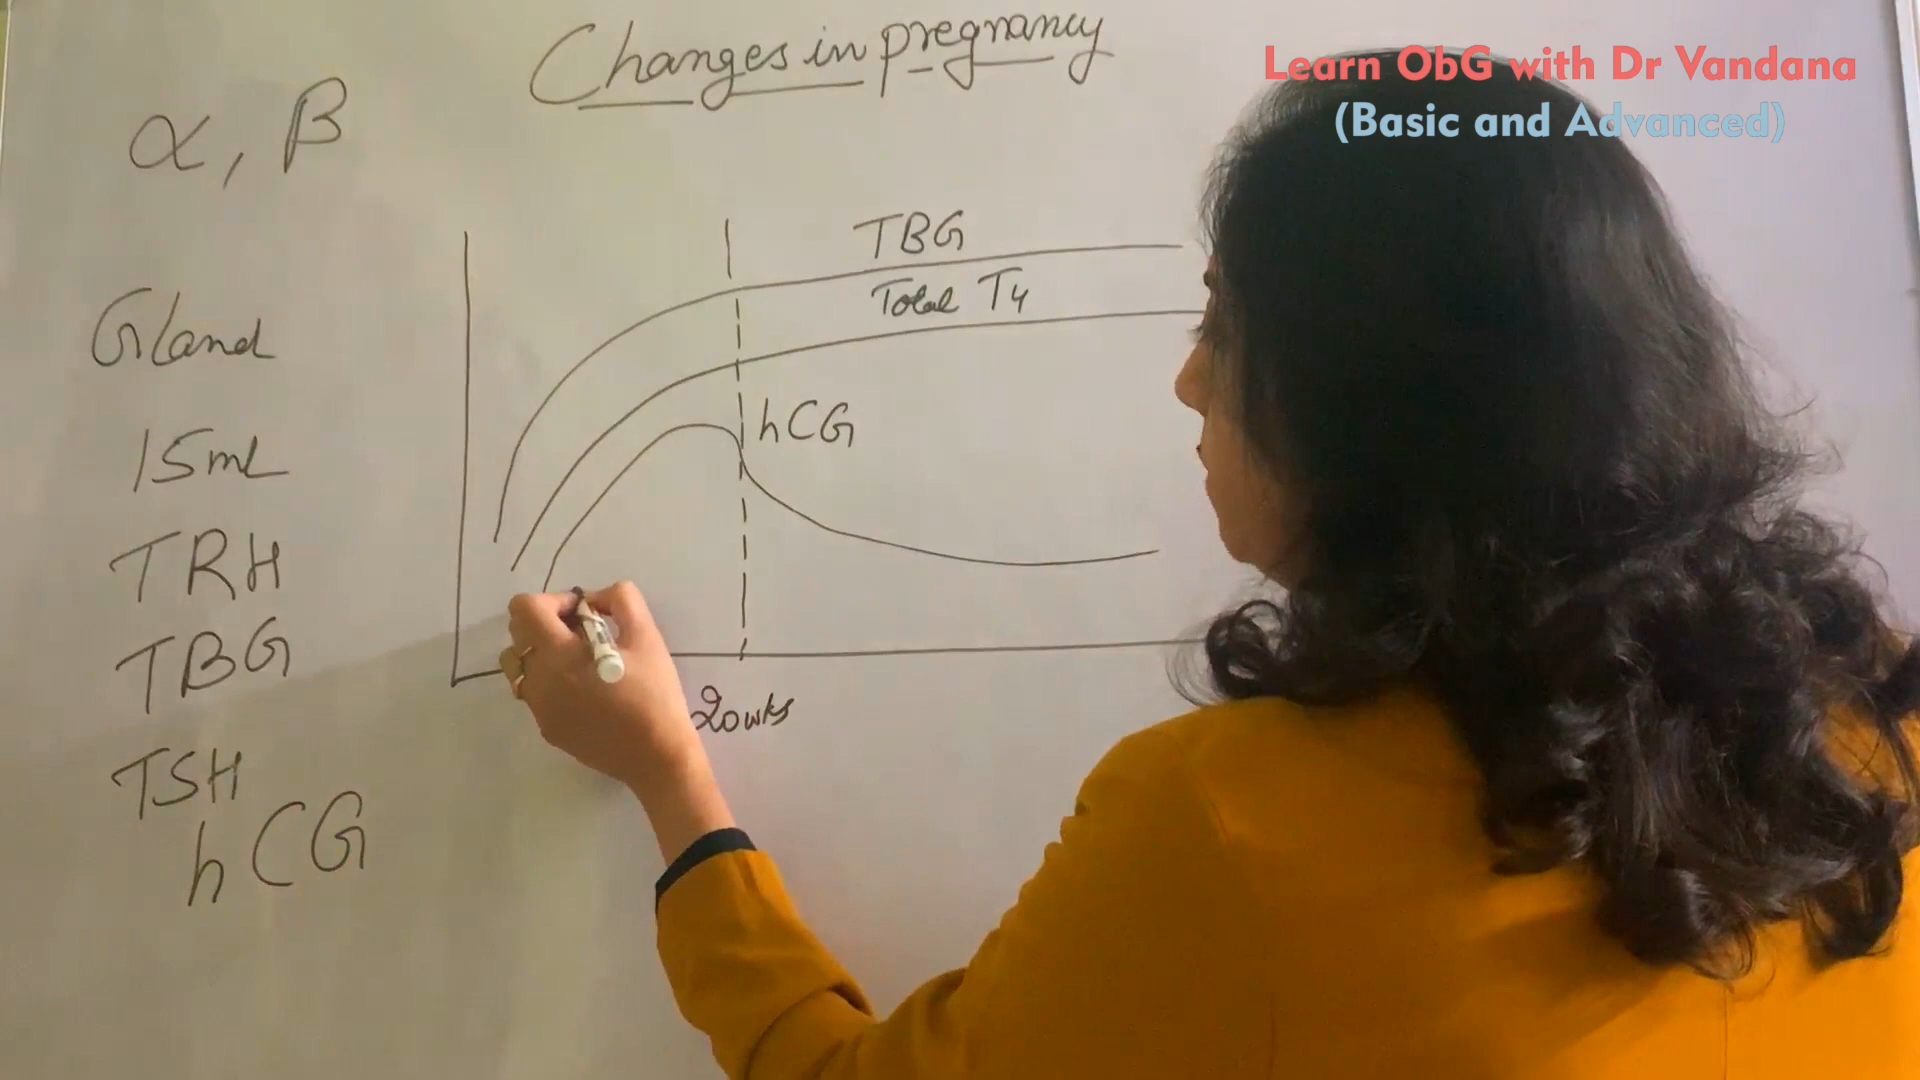 Changes in pregnancy
Learn ObG with Dr Vandana
(Basic and Advanced)
α, β
Gland
15mL
TRH
TBG
TSH
hCG
TBG
Total T4
hCG
20wks